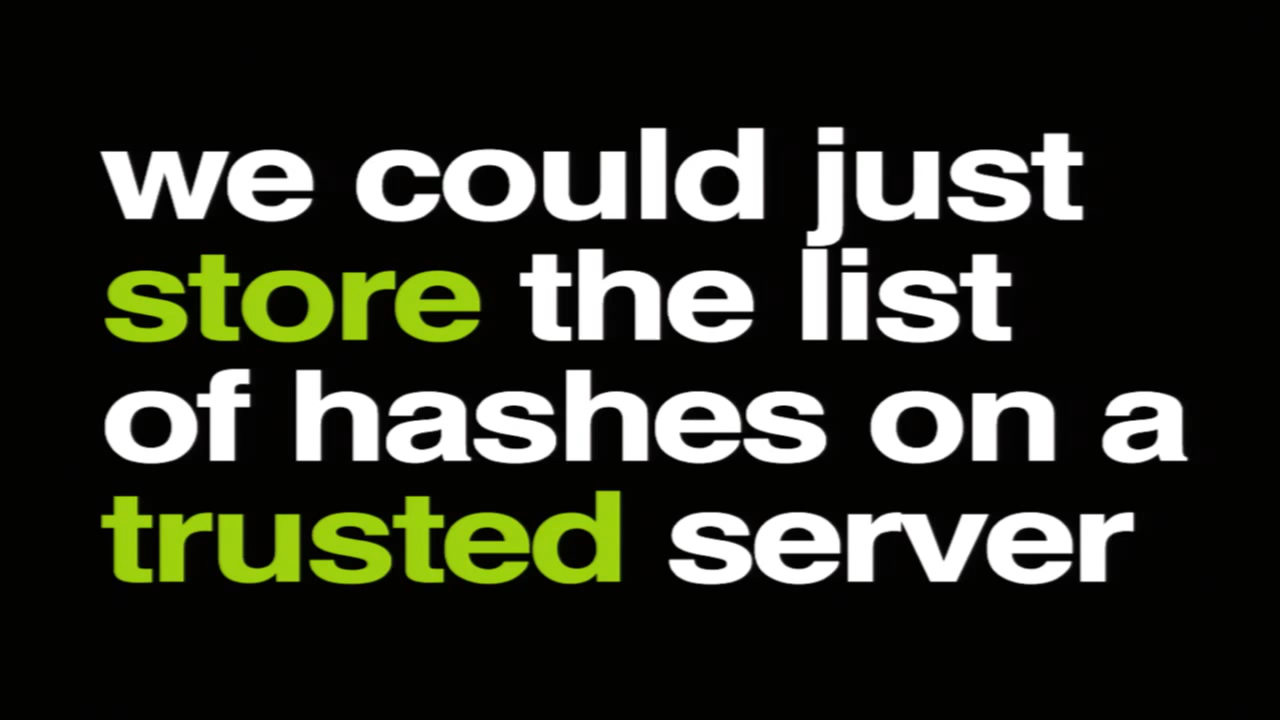 we could just
store the list
of hashes on a
trusted server